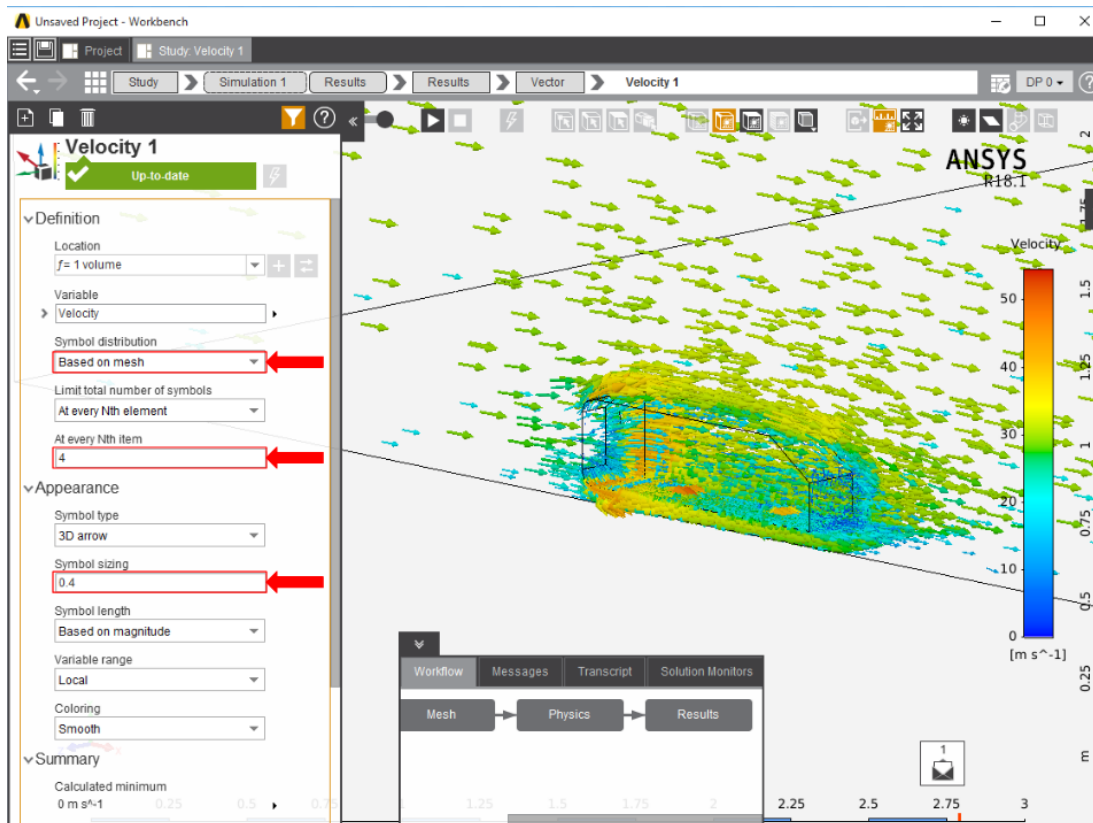 Unsaved Project - Workbench
Project
Study: Velocity 1
Study
Simulation 1
Results
Results
Vector
Velocity 1
DP 0
Velocity 1
Up-to-date
Definition
Location
ƒ= 1 volume
Variable
Velocity
Symbol distribution
Based on mesh
Limit total number of symbols
At every Nth element
At every Nth item
4
Appearance
Symbol type
3D arrow
Symbol sizing
0.4
Symbol length
Based on magnitude
Variable range
Local
Coloring
Smooth
Summary
Calculated minimum
0 m s^-1
ANSYS
R18.1
Velocity
50
40
30
20
10
0
[m s^-1]
2
1.75
1.5
1.25
1
0.75
0.5
0.25
m
Workflow
Messages
Transcript
Solution Monitors
Mesh
Physics
Results
1
0.25
0.5
0.75
1
1.25
1.5
1.75
2
2.25
2.5
2.75
3